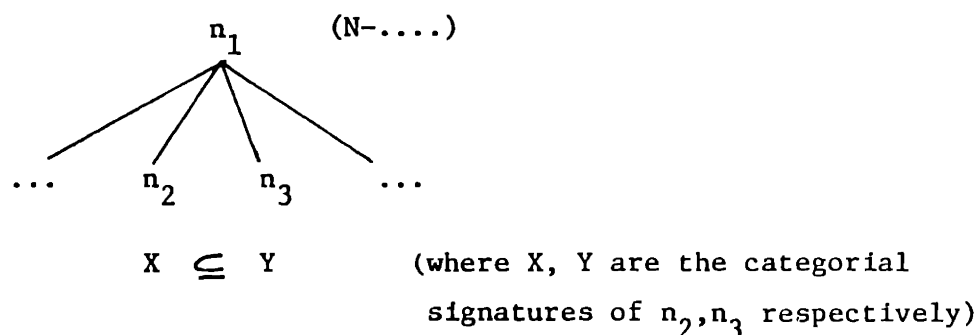 n₁ (N-....)
... n₂ n₃ ...
X ⊆ Y (where X, Y are the categorial
signatures of n₂,n₃ respectively)